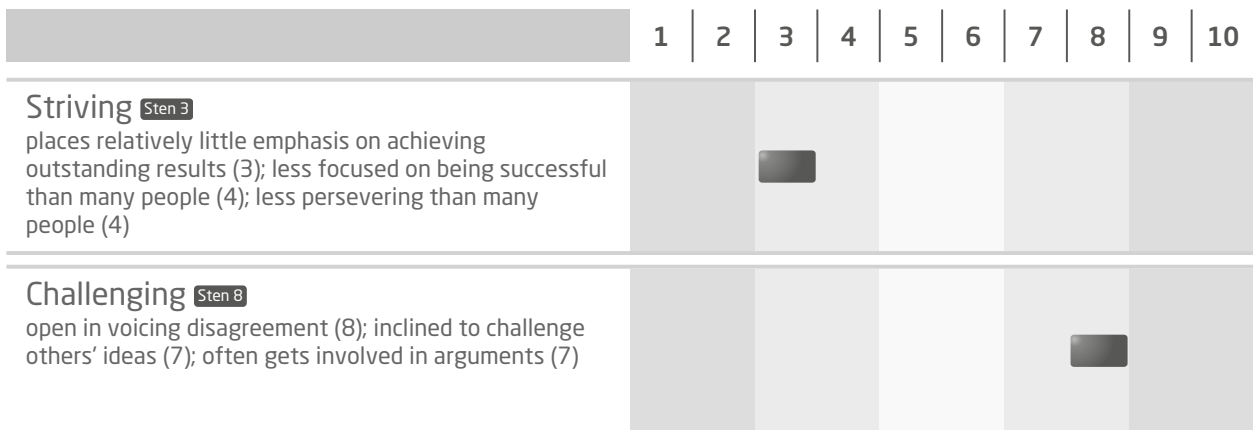 1 2 3 4 5 6 7 8 9 10
Striving Sten 3
places relatively little emphasis on achieving
outstanding results (3); less focused on being successful
than many people (4); less persevering than many
people (4)
Challenging Sten 8
open in voicing disagreement (8); inclined to challenge
others’ ideas (7); often gets involved in arguments (7)